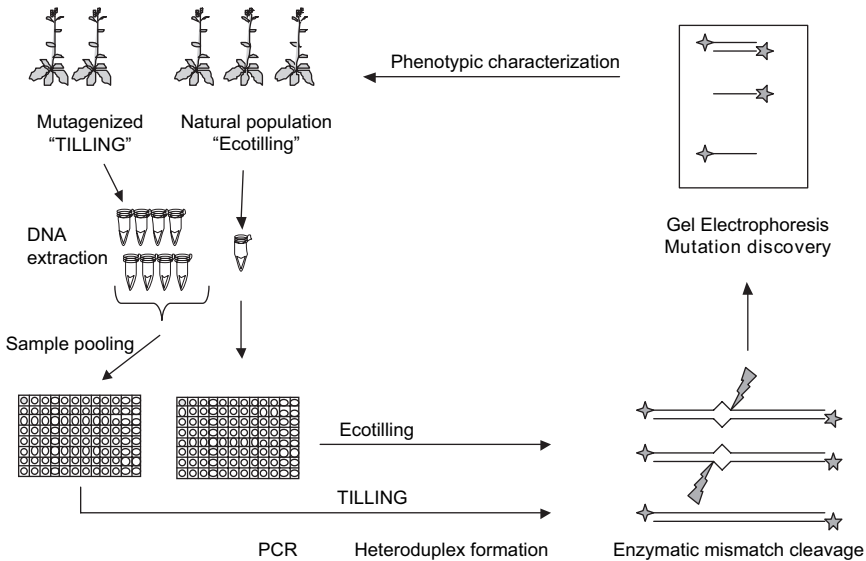 Phenotypic characterization
Mutagenized
“TILLING”
Natural population
“Ecotilling”
DNA
extraction
Sample pooling
Gel Electrophoresis
Mutation discovery
Ecotilling
TILLING
PCR
Heteroduplex formation
Enzymatic mismatch cleavage